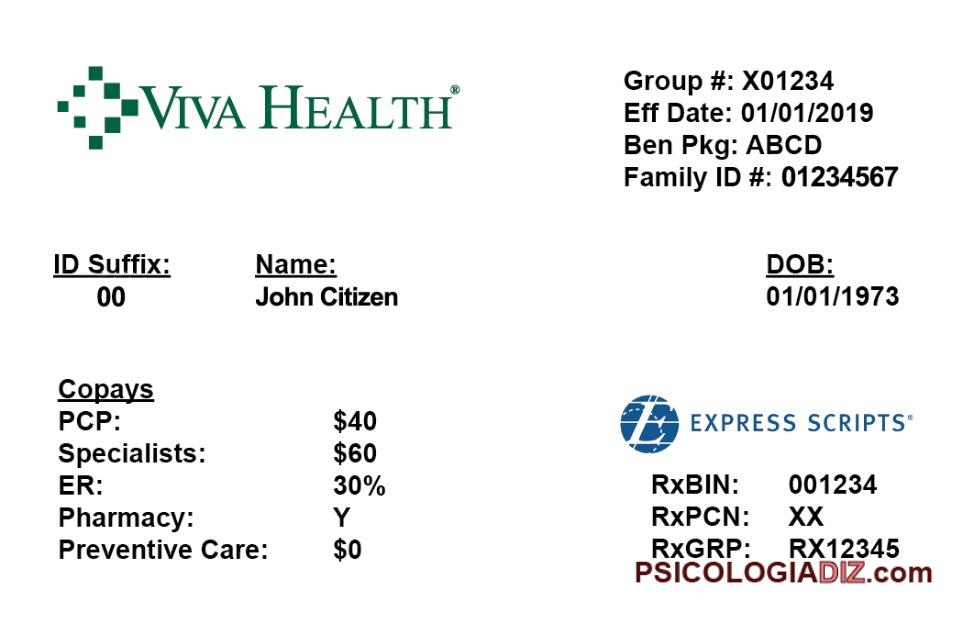 VIVA HEALTH®
Group #: X01234
Eff Date: 01/01/2019
Ben Pkg: ABCD
Family ID #: 01234567
ID Suffix: Name: DOB:
00 John Citizen 01/01/1973
Copays
PCP: $40
Specialists: $60
ER: 30%
Pharmacy: Y
Preventive Care: $0
EXPRESS SCRIPTS®
RxBIN: 001234
RxPCN: XX
RxGRP: RX12345
PSICOLOGIADIZ.com